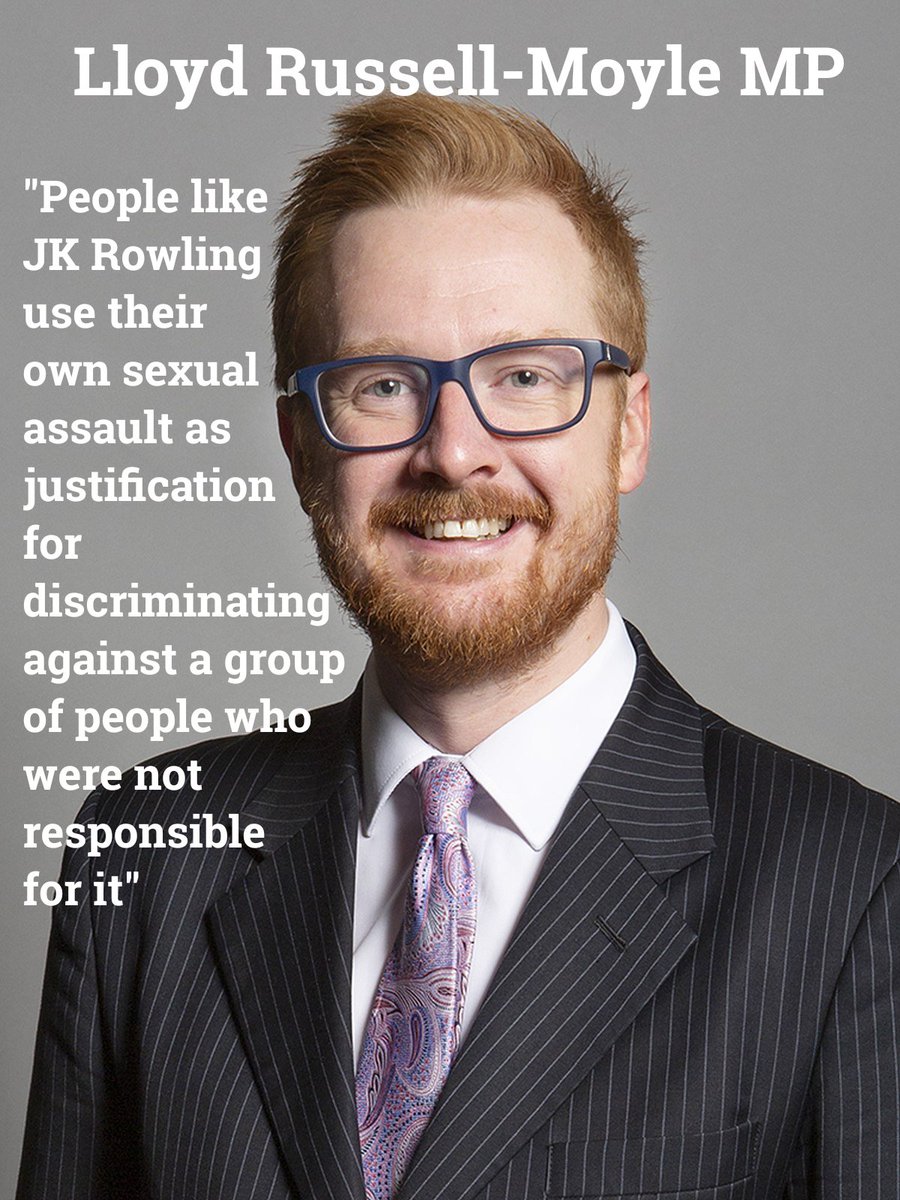 Lloyd Russell-Moyle MP
"People like
JK Rowling
use their
own sexual
assault as
justification
for
discriminating
against a group
of people who
were not
responsible
for it"